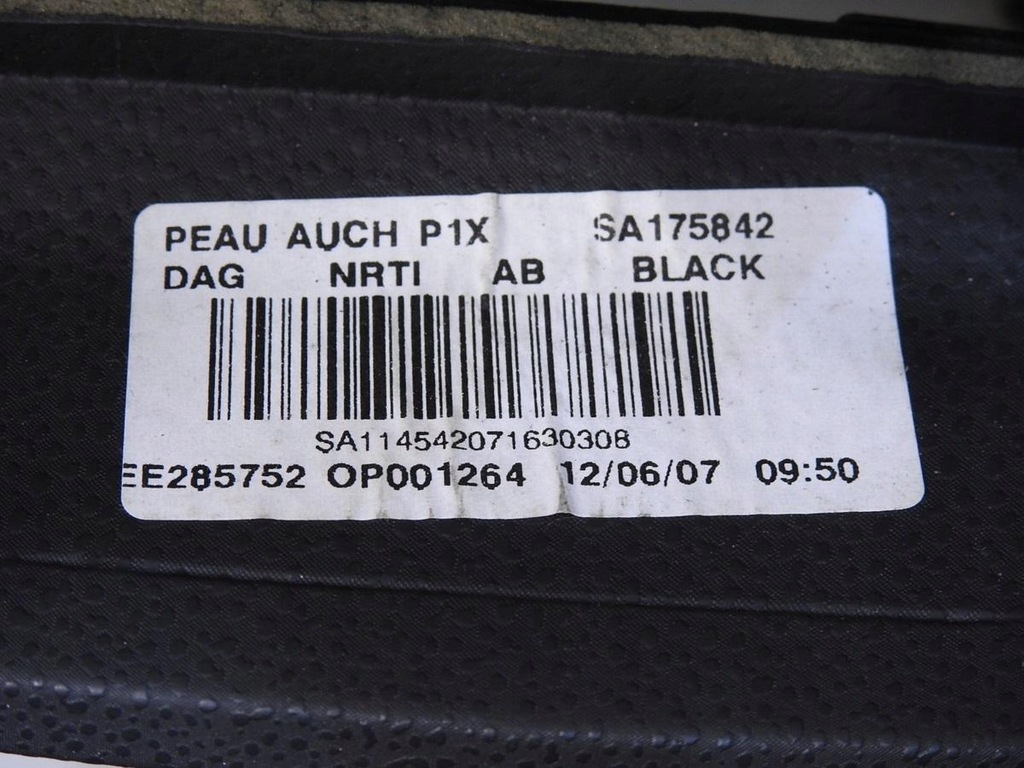 PEAU AUCH P1X SA175842
DAG NRTI AB BLACK
SA114542071630308
EE285752 OP001264 12/06/07 09:50